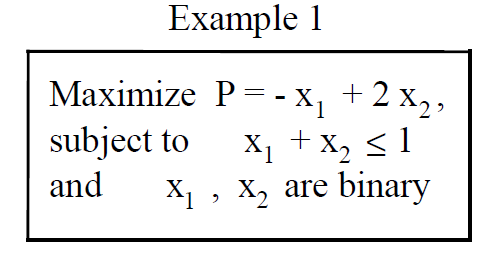 Example 1
Maximize P = - x₁ + 2 x₂,
subject to x₁ + x₂ ≤ 1
and x₁ , x₂ are binary